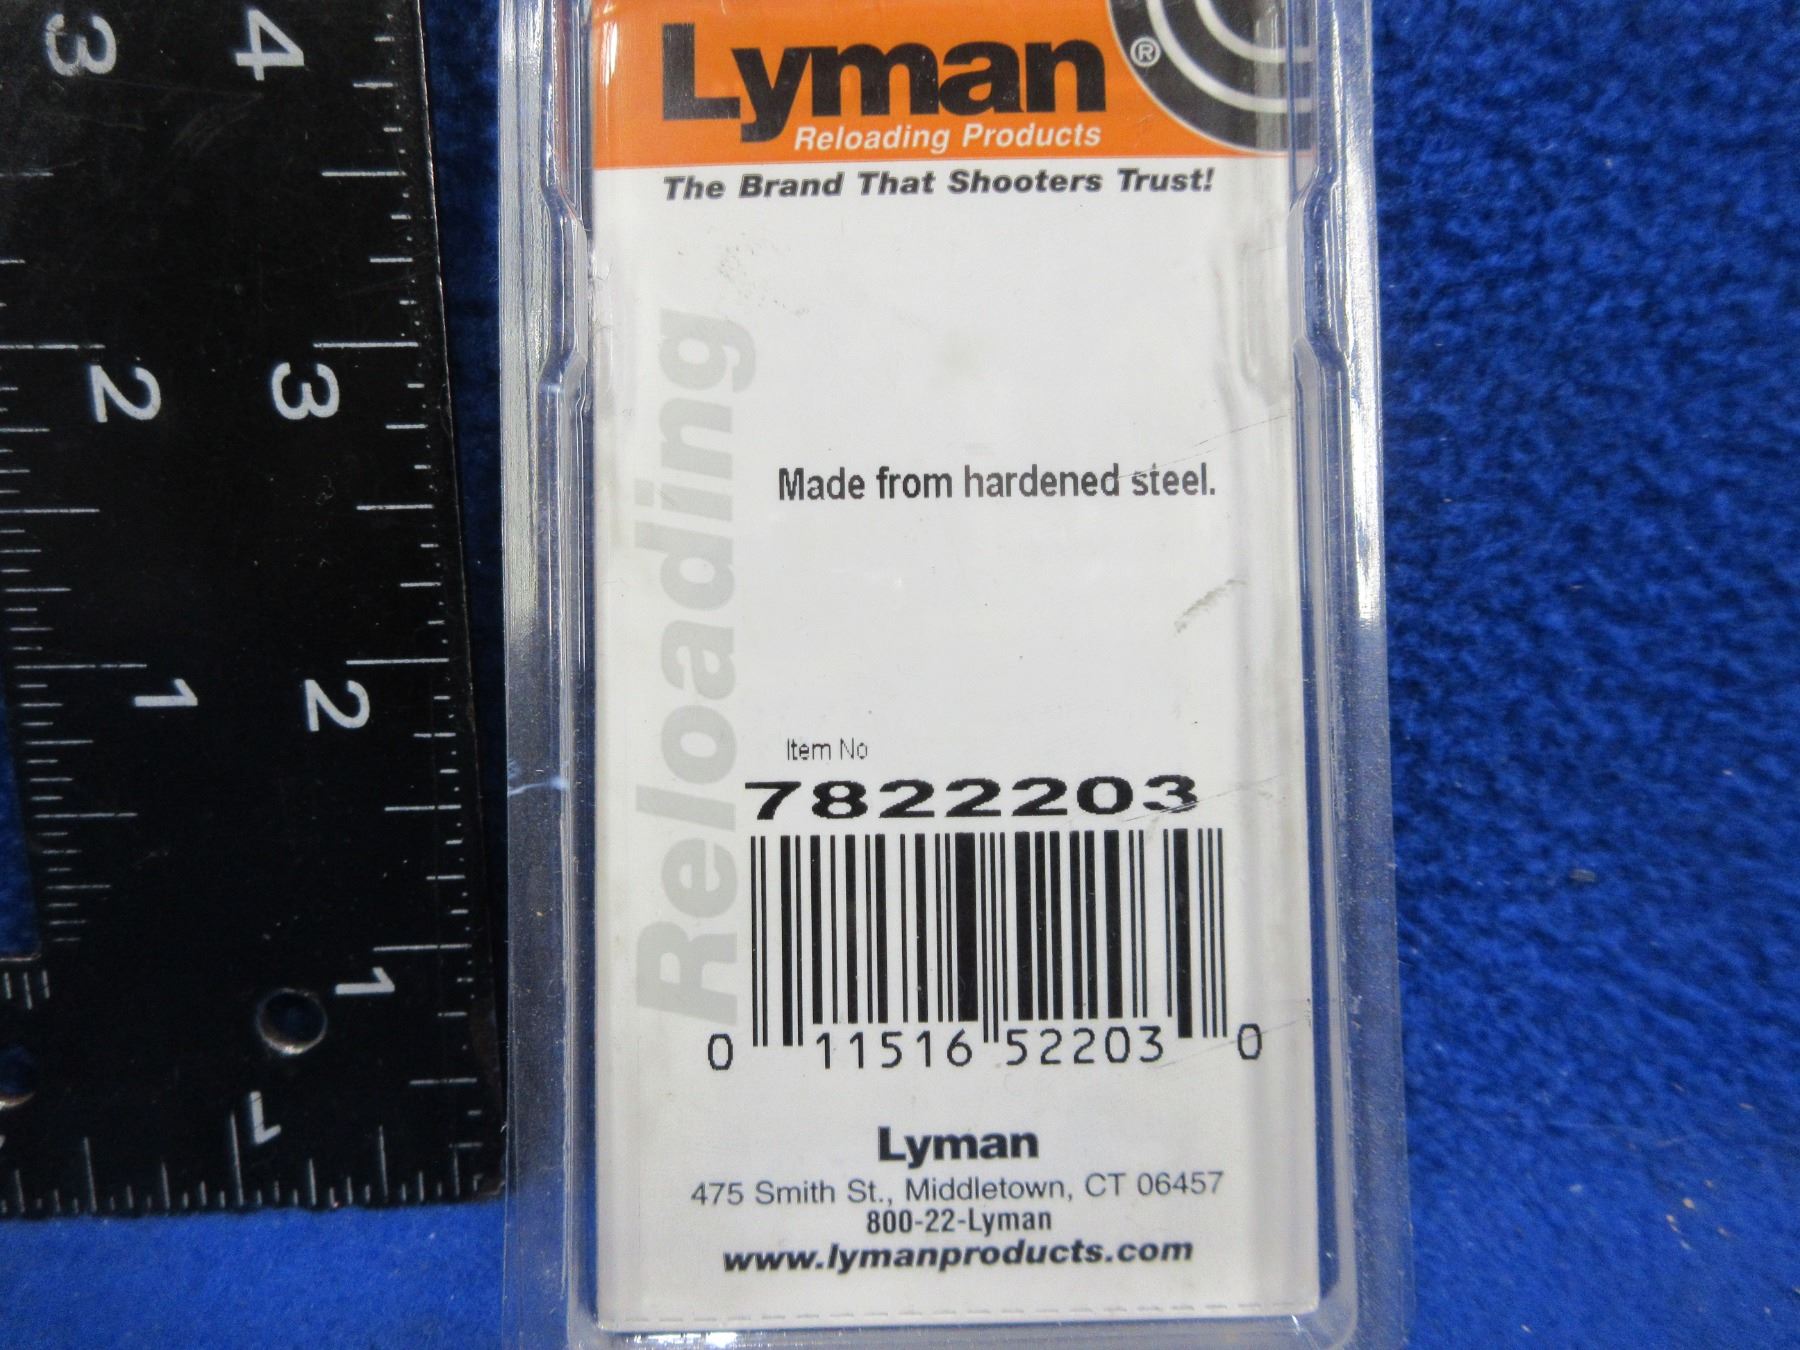 Lyman®
Reloading Products
The Brand That Shooters Trust!
Reloading
Made from hardened steel.
Item No
7822203
0 11516 52203 0
Lyman
475 Smith St., Middletown, CT 06457
800-22-Lyman
www.lymanproducts.com
3 4
2 3
1 2
1
1